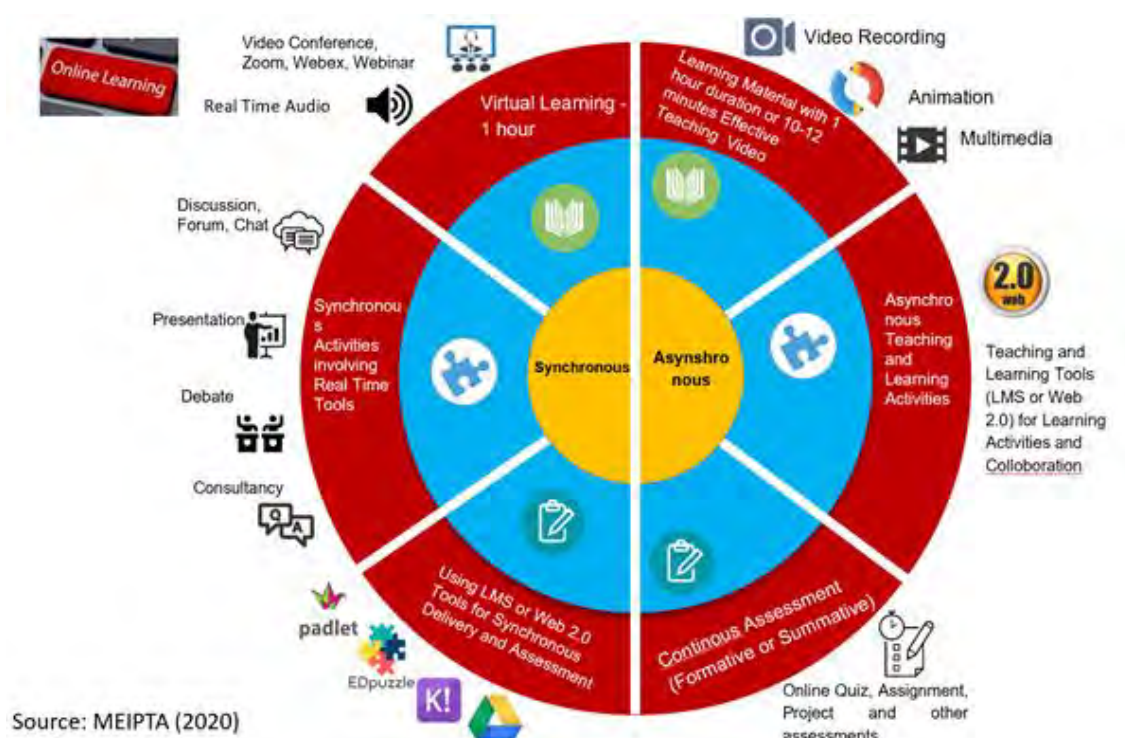 Online Learning
Video Conference,
Zoom, Webex, Webinar
Real Time Audio
Virtual Learning -
1 hour
Learning Material with 1
hour duration or 10-12
minutes Effective
Teaching Video
Video Recording
Animation
Multimedia
Discussion,
Forum, Chat
Presentation
Debate
Consultancy
Q
A
Synchronou
s
Activities
involving
Real Time
Tools
Synchronous
Asynshro
nous
Asynchro
nous
Teaching
and
Learning
Activities
2.0
web
Teaching and
Learning Tools
(LMS or Web
2.0) for Learning
Activities and
Colloboration
Using LMS or Web 2.0
Tools for Synchronous
Delivery and Assessment
Continous Assessment
(Formative or Summative)
padlet
EDpuzzle
K!
Online Quiz, Assignment,
Project and other
assessments
Source: MEIPTA (2020)